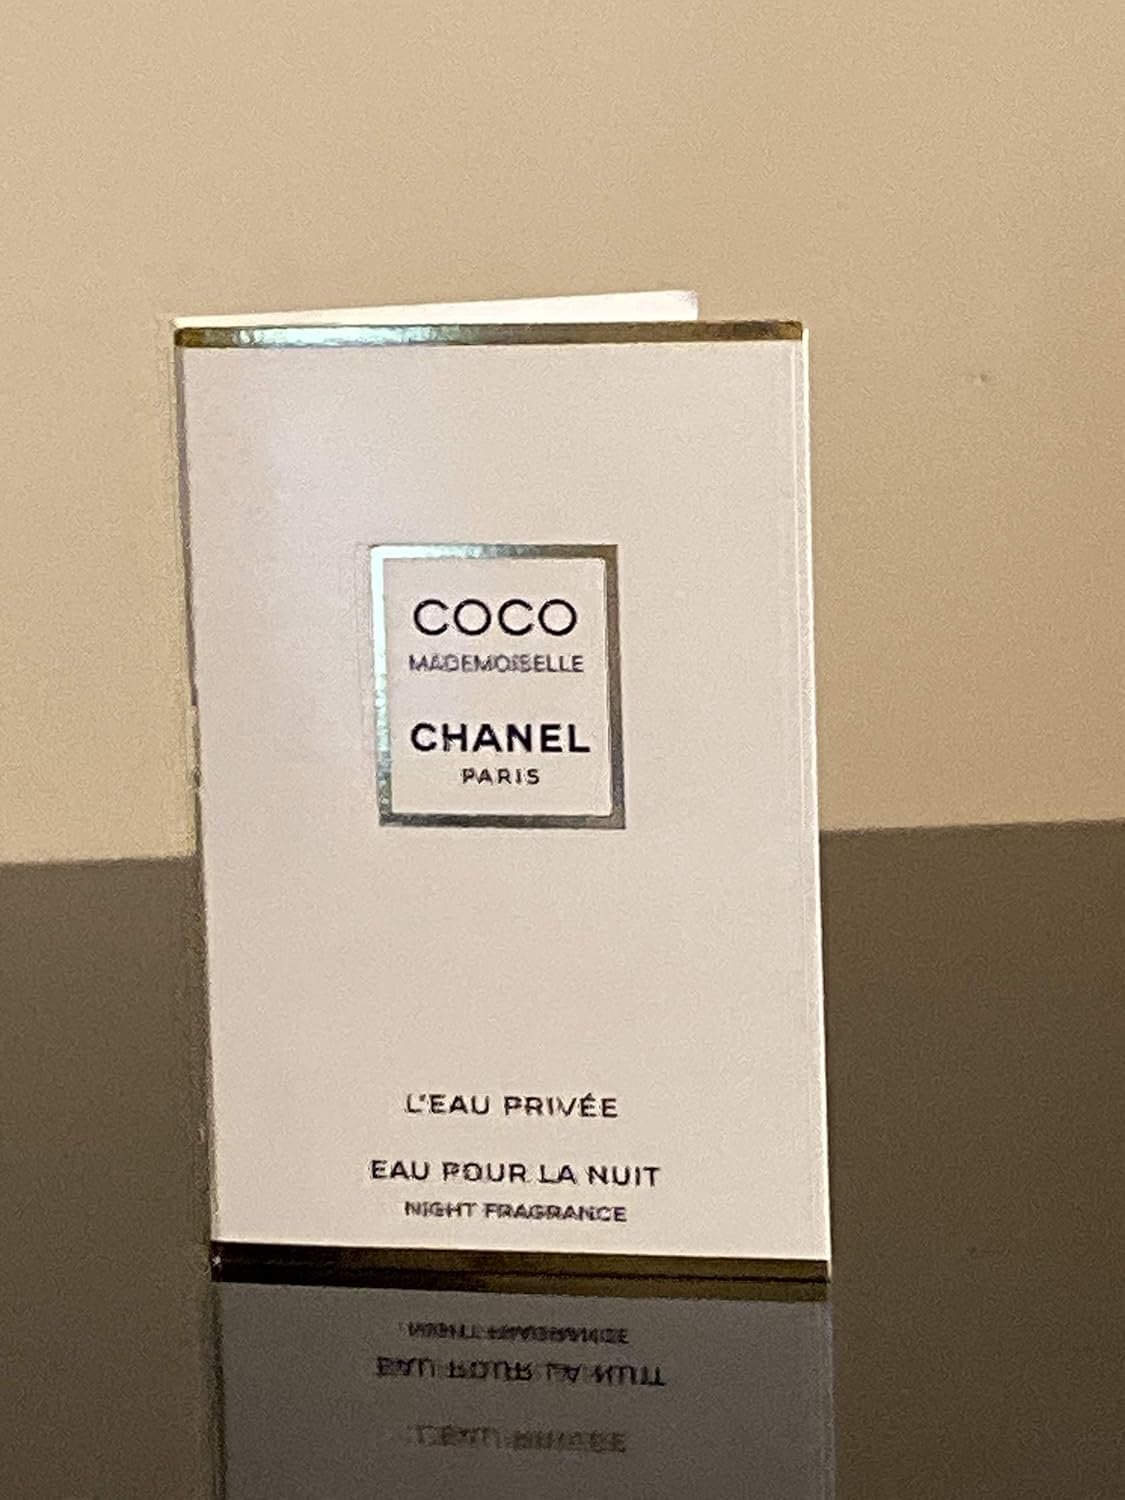 COCO
MADEMOISELLE
CHANEL
PARIS
L'EAU PRIVÉE
EAU POUR LA NUIT
NIGHT FRAGRANCE